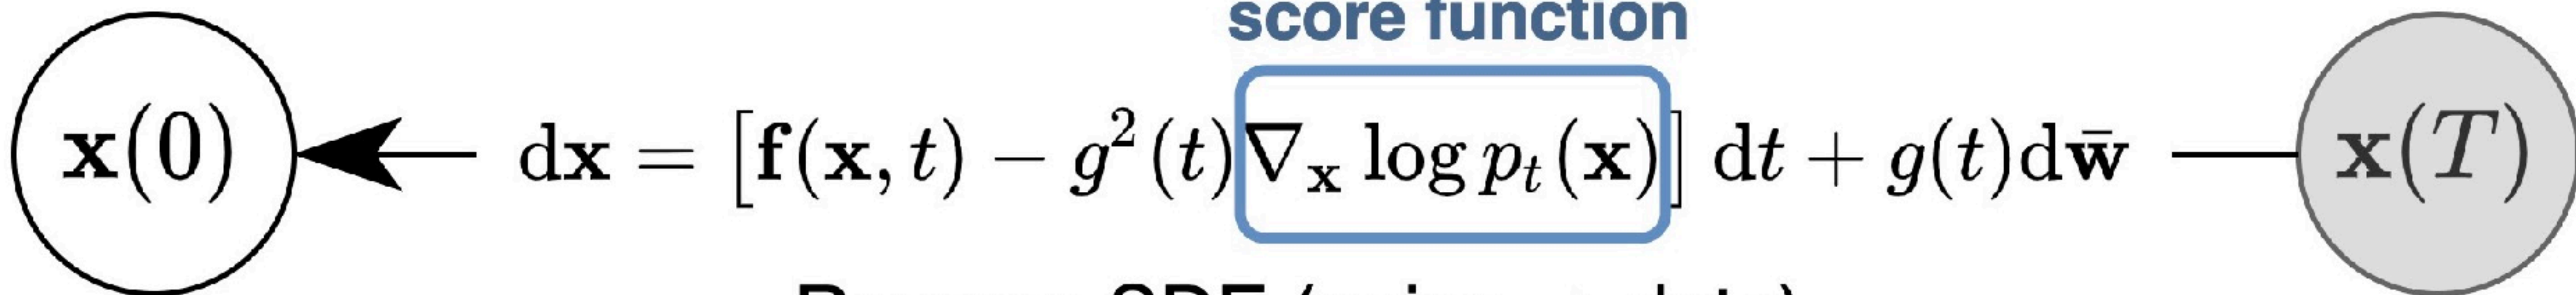 score function
x(0) dx = [f(x, t) − g²(t)∇ₓ log pₜ(x)] dt + g(t)dw̄ x(T)